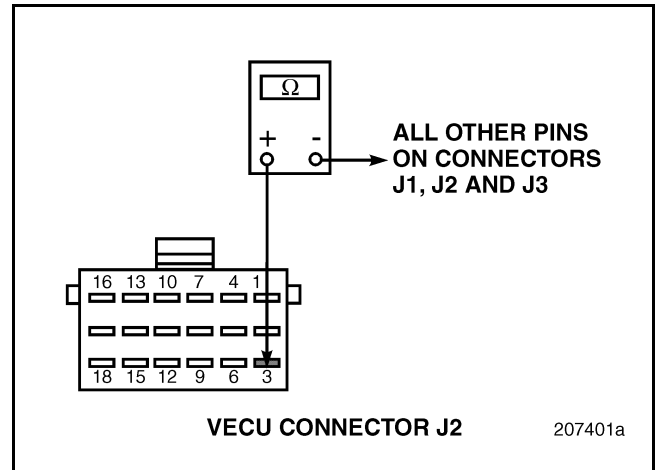 Ω
+ -
ALL OTHER PINS
ON CONNECTORS
J1, J2 AND J3
16 13 10 7 4 1
18 15 12 9 6 3
VECU CONNECTOR J2
207401a